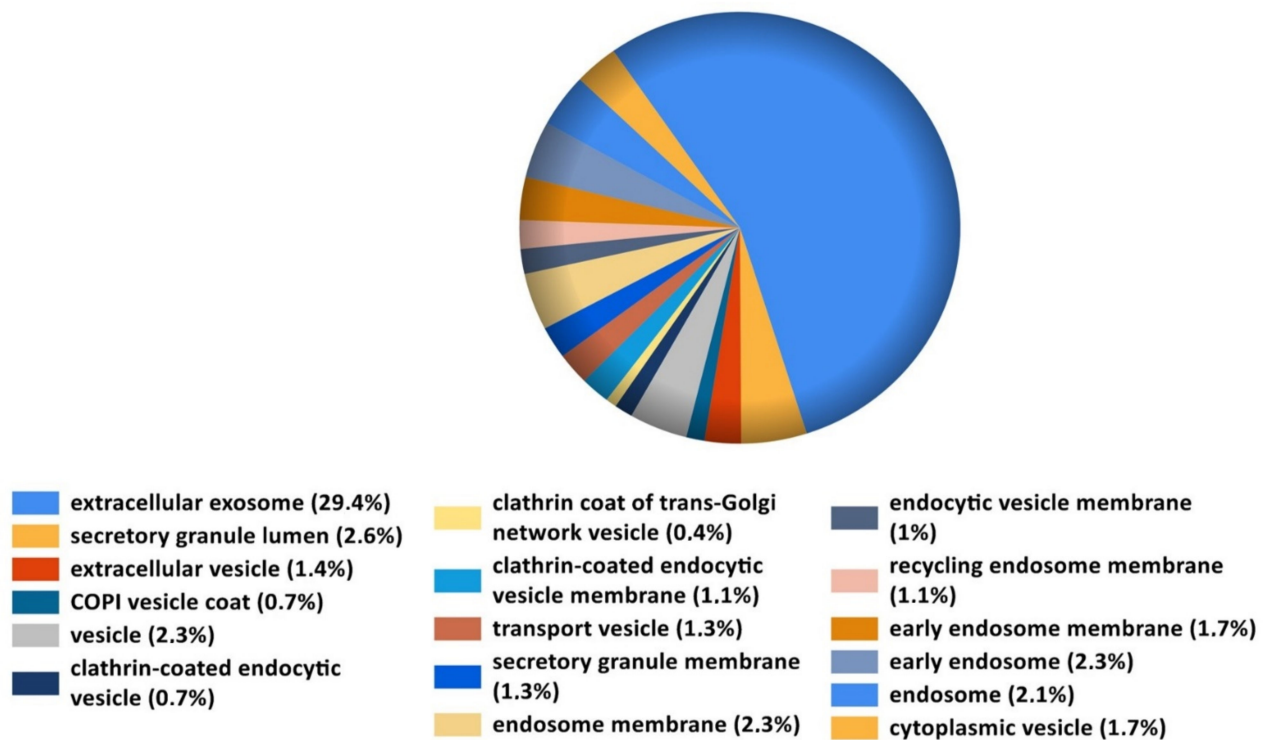 extracellular exosome (29.4%)
secretory granule lumen (2.6%)
extracellular vesicle (1.4%)
COPI vesicle coat (0.7%)
vesicle (2.3%)
clathrin-coated endocytic
vesicle (0.7%)
clathrin coat of trans-Golgi
network vesicle (0.4%)
clathrin-coated endocytic
vesicle membrane (1.1%)
transport vesicle (1.3%)
secretory granule membrane
(1.3%)
endosome membrane (2.3%)
endocytic vesicle membrane
(1%)
recycling endosome membrane
(1.1%)
early endosome membrane (1.7%)
early endosome (2.3%)
endosome (2.1%)
cytoplasmic vesicle (1.7%)